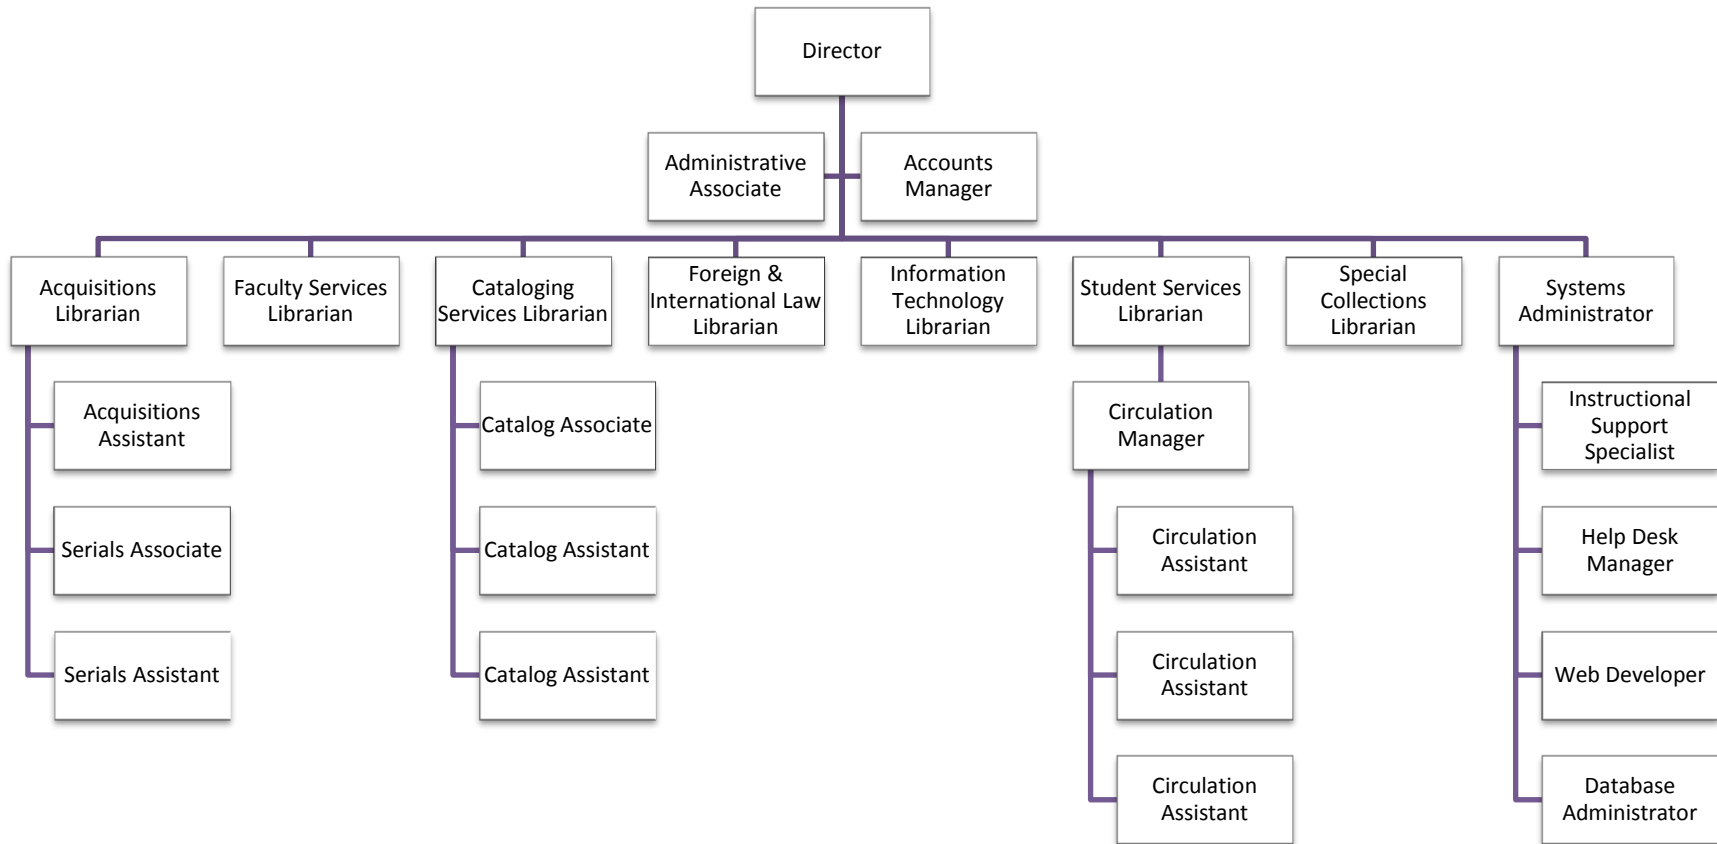 Director
Administrative
Associate
Accounts
Manager
Acquisitions
Librarian
Faculty Services
Librarian
Cataloging
Services Librarian
Foreign &
International Law
Librarian
Information
Technology
Librarian
Student Services
Librarian
Special
Collections
Librarian
Systems
Administrator
Acquisitions
Assistant
Serials Associate
Serials Assistant
Catalog Associate
Catalog Assistant
Catalog Assistant
Circulation
Manager
Circulation
Assistant
Circulation
Assistant
Circulation
Assistant
Instructional
Support
Specialist
Help Desk
Manager
Web Developer
Database
Administrator